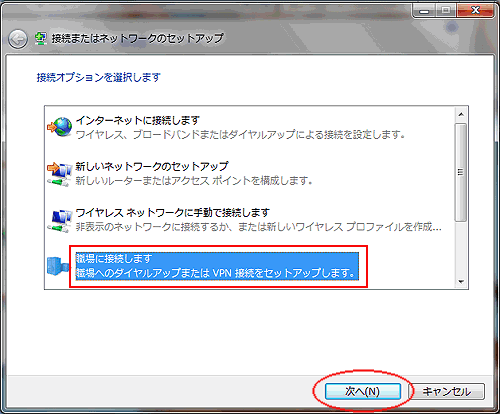 接続またはネットワークのセットアップ
接続オプションを選択します
インターネットに接続します
ワイヤレス、ブロードバンドまたはダイヤルアップによる接続を設定します。
新しいネットワークのセットアップ
新しいルーターまたはアクセス ポイントを構成します。
ワイヤレス ネットワークに手動で接続します
非表示のネットワークに接続するか、または新しいワイヤレス プロファイルを作成...
職場に接続します
職場へのダイヤルアップまたは VPN 接続をセットアップします。
次へ(N)
キャンセル